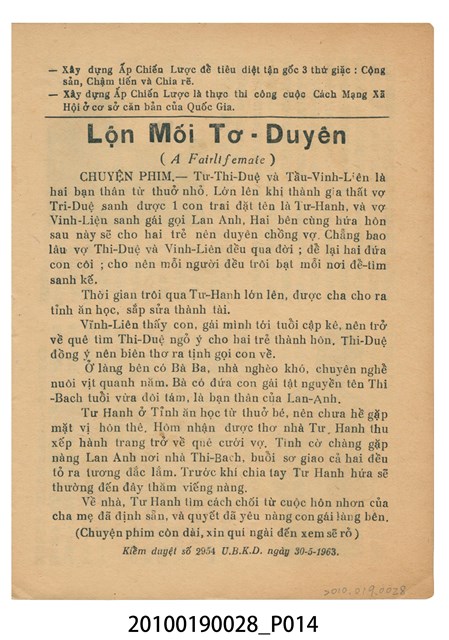 — Xây dựng Ấp Chiến Lược để tiêu diệt tận gốc 3 thứ giặc : Cộng
sản, Chậm tiến và Chia rẽ.
— Xây dựng Ấp Chiến Lược là thực thi công cuộc Cách Mạng Xã
Hội ở cơ sở căn bản của Quốc Gia.
Lộn Mối Tơ - Duyên
( A Fairlifemate )
CHUYỆN PHIM.— Tư-Thi-Duệ và Tầu-Vinh-Liên là
hai bạn thân từ thuở nhỏ. Lớn lên khi thành gia thất vợ
Tri-Duệ sanh được 1 con trai đặt tên là Tư-Hanh, và vợ
Vinh-Liện sanh gái gọi Lan Anh, Hai bên cùng hứa hôn
sau này sẽ cho hai trẻ nên duyên chồng vợ. Chẳng bao
lâu vợ Thi-Duệ và Vinh-Liên đều qua đời ; để lại hai đứa
con côi ; cho nên mỗi người đều trôi bạt mỗi nơi để-tìm
sanh kế.
Thời gian trôi qua Tư-Hanh lớn lên, được cha cho ra
tỉnh ăn học, sắp sửa thành tài.
Vĩnh-Liên thấy con, gái mình tới tuổi cập kê, nên trở
về quê tìm Thi-Duệ ngỏ ý cho hai trẻ thành hôn. Thi-Duệ
đồng ý nên biên thơ ra tịnh gọi con về.
Ở làng bên có Bà Ba, nhà nghèo khó, chuyên nghề
nuôi vịt quanh năm. Bà có đứa con gái tật nguyền tên Thi
-Bach tuổi vừa đôi tám, là bạn thân của Lan-Anh.
Tư Hanh ở Tỉnh ăn học từ thuở bé, nên chưa hề gặp
mặt vị hôn thê. Hôm nhận được thơ nhà Tư Hanh thu
xếp hành trang trở về quê cưới vợ. Tình cờ chàng gặp
nàng Lan Anh nơi nhà Thi-Bach, buổi sơ giao cả hai đều
tỏ ra tương đắc lắm. Trước khi chia tay Tư Hanh hứa sẽ
thường đến đây thăm viếng nàng.
Về nhà, Tư Hanh tìm cách chối từ cuộc hôn nhơn của
cha mẹ đã định sẵn, và quyết đã yêu nàng con gái làng bên.
(Chuyện phim còn dài, xin quí ngài đến xem sẽ rõ)
Kiểm duyệt số 2954 U.B.K.D. ngày 30-5-1963.
2010.019.0028
20100190028_P014